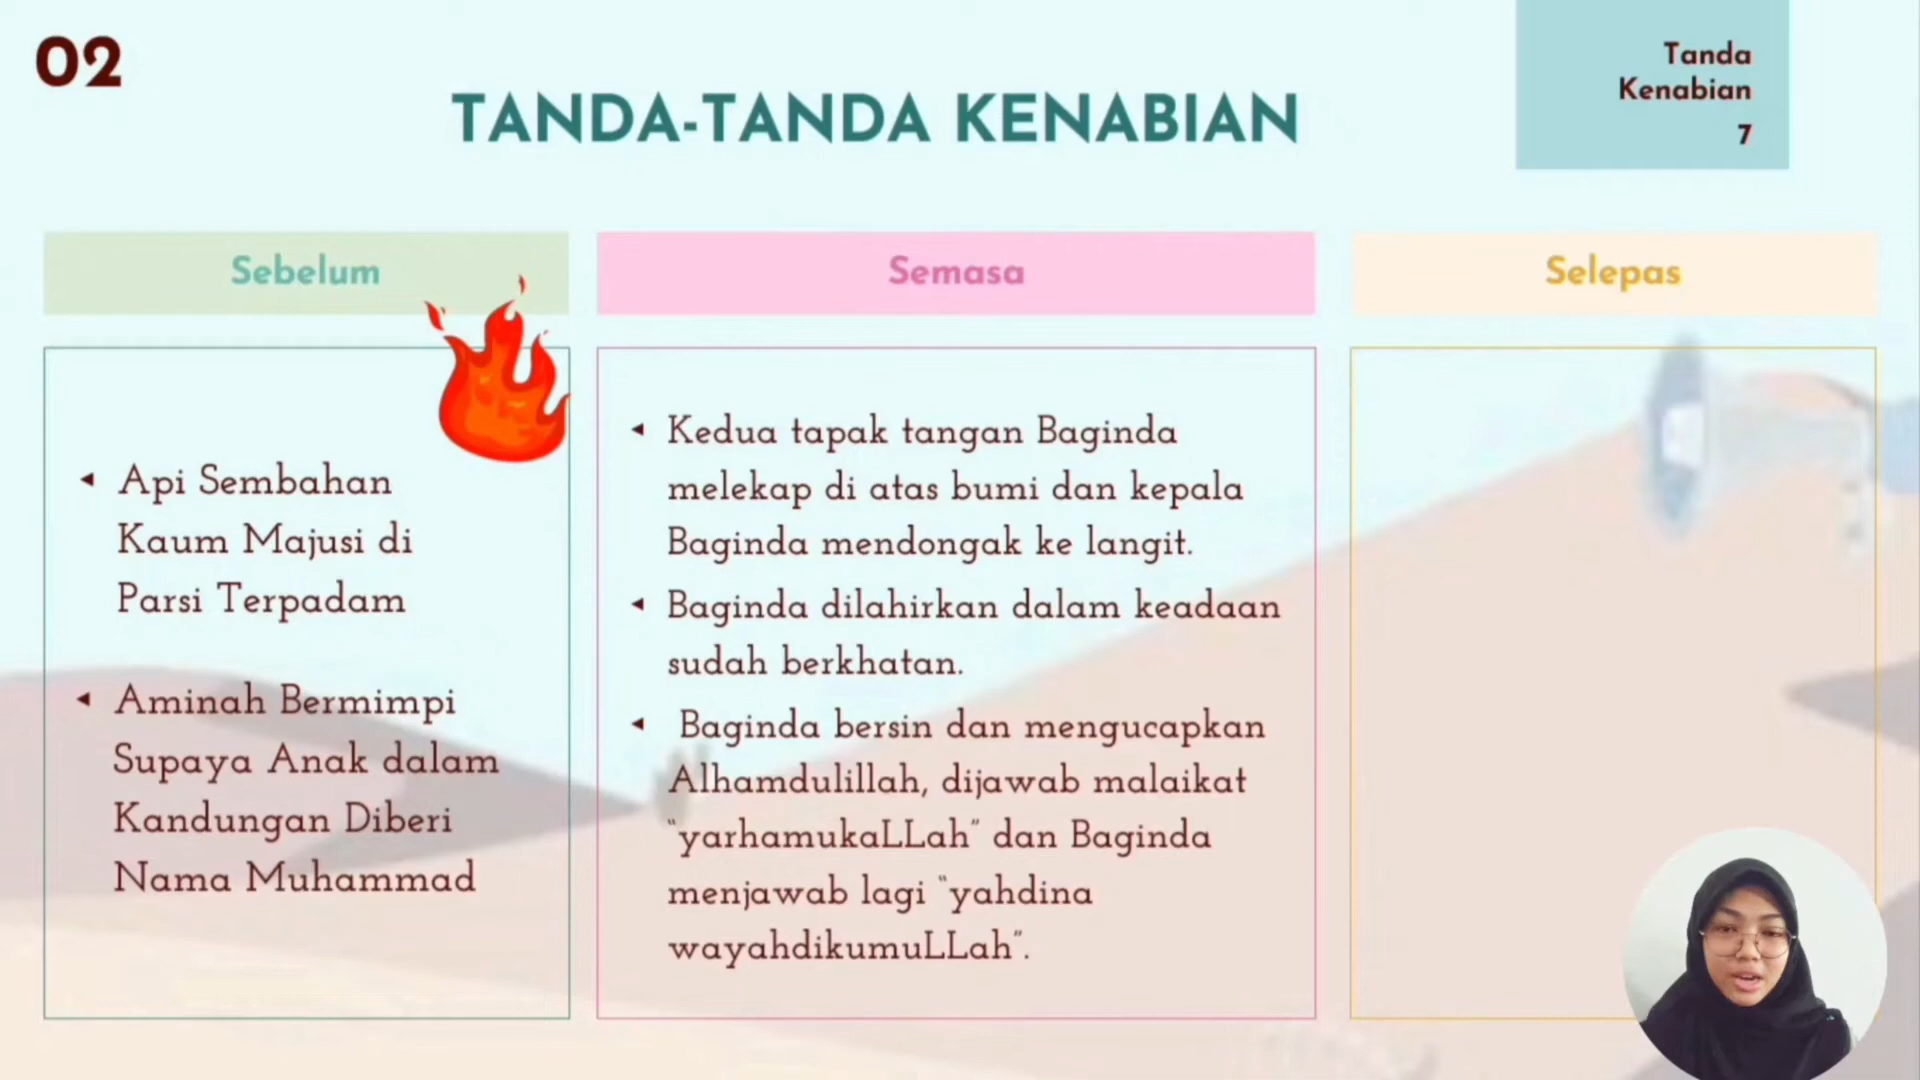 02
TANDA-TANDA KENABIAN
Tanda
Kenabian
7
Sebelum
Api Sembahan
Kaum Majusi di
Parsi Terpadam
Aminah Bermimpi
Supaya Anak dalam
Kandungan Diberi
Nama Muhammad
Semasa
Kedua tapak tangan Baginda
melekap di atas bumi dan kepala
Baginda mendongak ke langit.
Baginda dilahirkan dalam keadaan
sudah berkhatan.
Baginda bersin dan mengucapkan
Alhamdulillah, dijawab malaikat
“yarhamukaLLah” dan Baginda
menjawab lagi “yahdina
wayahdikumuLLah”.
Selepas